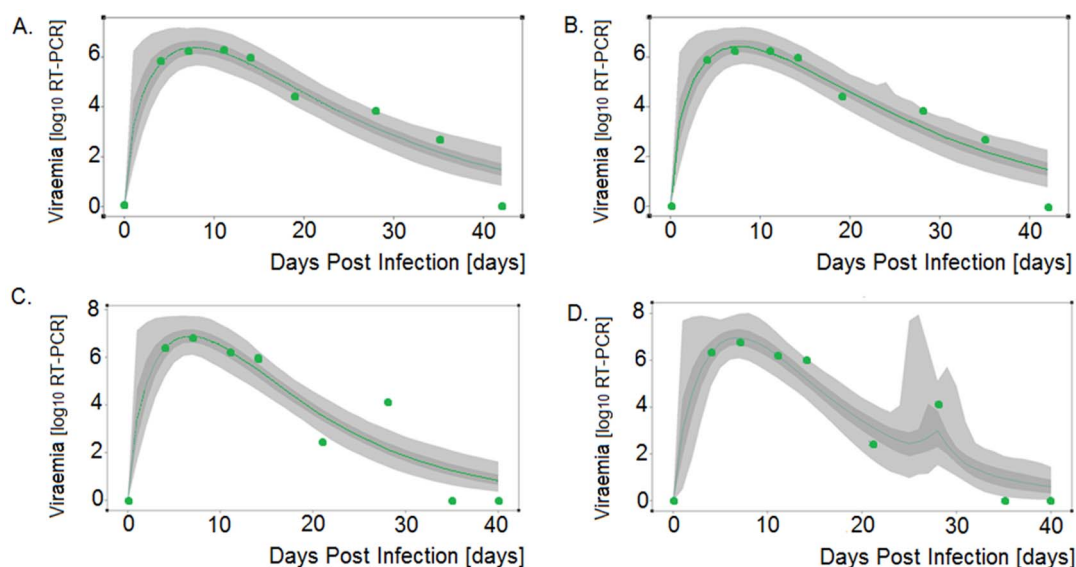 A.
Viraemia [log10 RT-PCR]
6
4
2
0
0 10 20 30 40
Days Post Infection [days]
B.
Viraemia [log10 RT-PCR]
6
4
2
0
0 10 20 30 40
Days Post Infection [days]
C.
Viraemia [log10 RT-PCR]
8
6
4
2
0
0 10 20 30 40
Days Post Infection [days]
D.
Viraemia [log10 RT-PCR]
8
6
4
2
0
0 10 20 30 40
Days Post Infection [days]